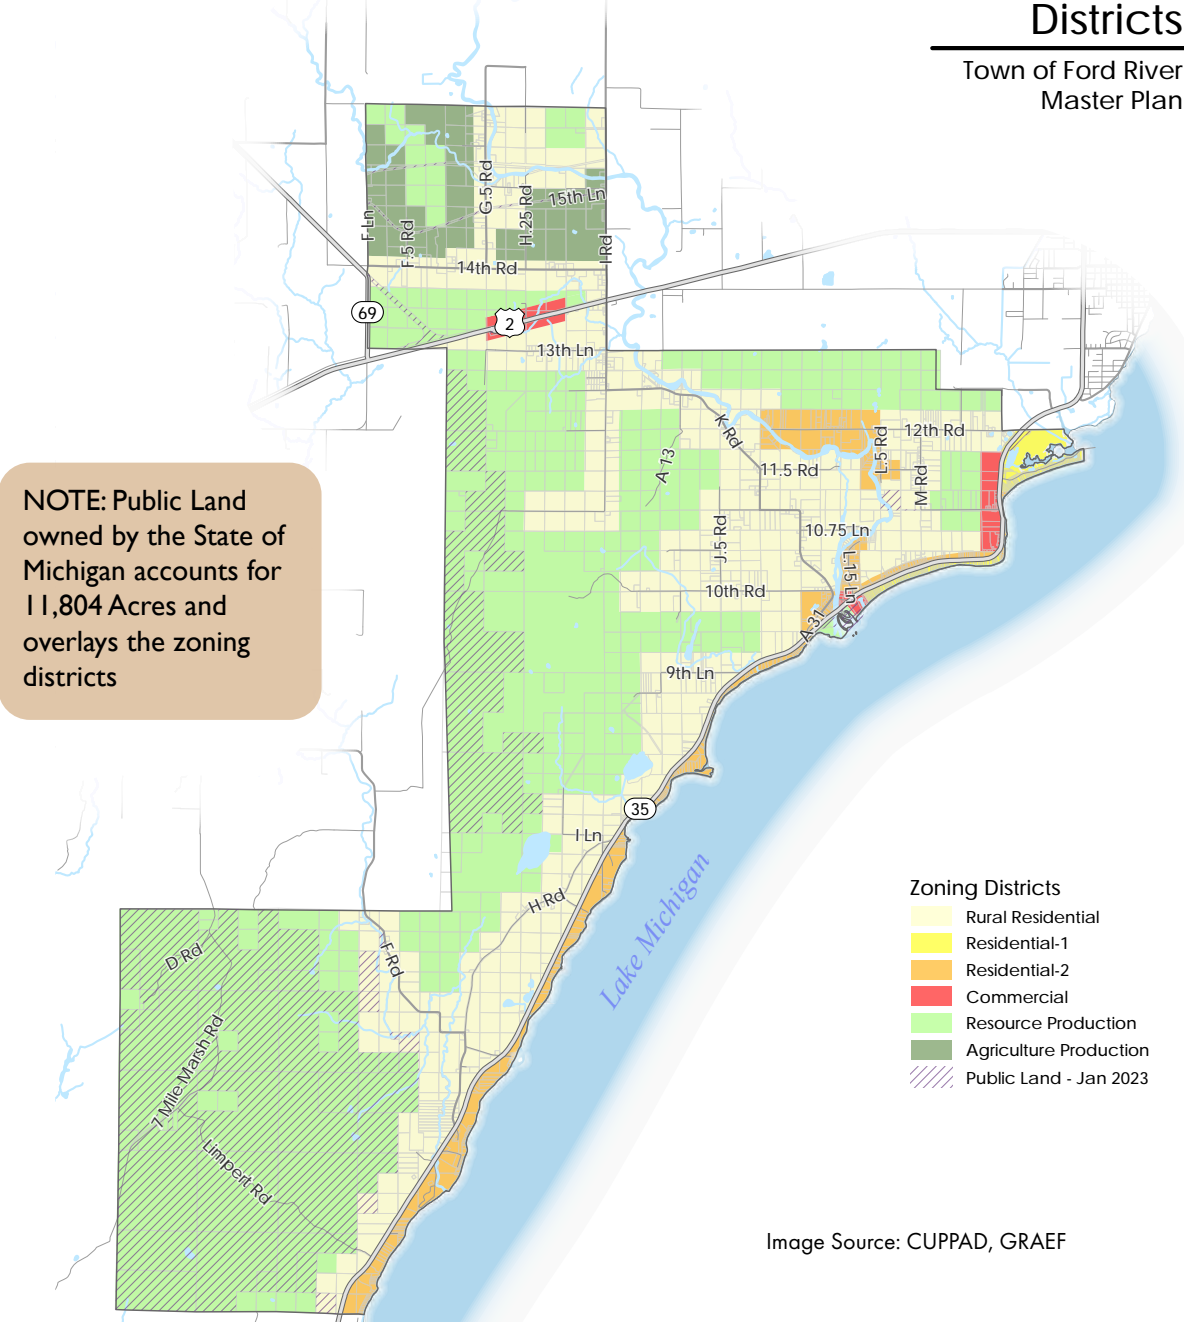 Districts
Town of Ford River
Master Plan
G.5 Rd
H.25 Rd
15th Ln
F Ln
F.5 Rd
I Rd
14th Rd
69
2
13th Ln
K Rd
12th Rd
L.5 Rd
A 13
11.5 Rd
M Rd
NOTE: Public Land
owned by the State of
Michigan accounts for
11,804 Acres and
overlays the zoning
districts
J.5 Rd
10.75 Ln
L.15 Ln
10th Rd
A 31
9th Ln
35
I Ln
H Rd
Lake Michigan
F Rd
D Rd
7 Mile Marsh Rd
Limpert Rd
Zoning Districts
Rural Residential
Residential-1
Residential-2
Commercial
Resource Production
Agriculture Production
Public Land - Jan 2023
Image Source: CUPPAD, GRAEF